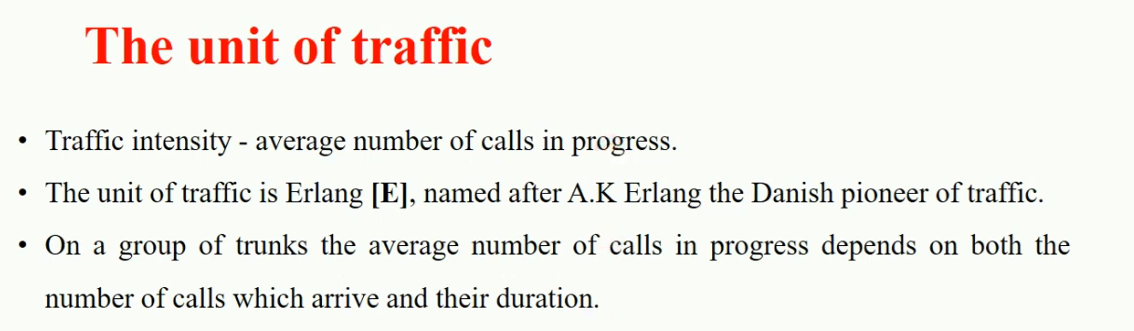 The unit of traffic
• Traffic intensity - average number of calls in progress.
• The unit of traffic is Erlang [E], named after A.K Erlang the Danish pioneer of traffic.
• On a group of trunks the average number of calls in progress depends on both the
number of calls which arrive and their duration.